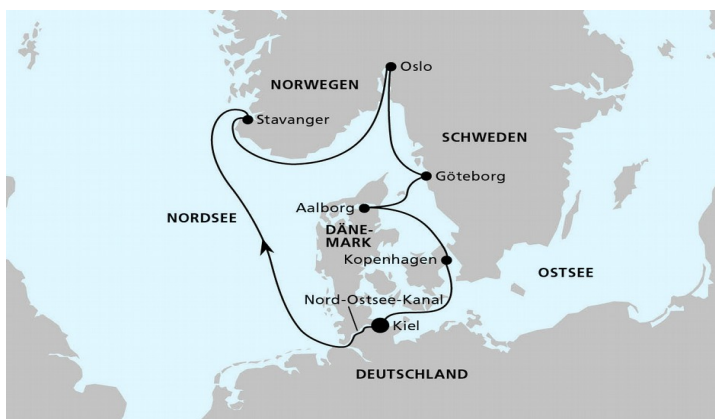 Oslo
NORWEGEN
Stavanger
SCHWEDEN
Göteborg
Aalborg
NORDSEE
DÄNE-
MARK
Kopenhagen
OSTSEE
Nord-Ostsee-Kanal
Kiel
DEUTSCHLAND